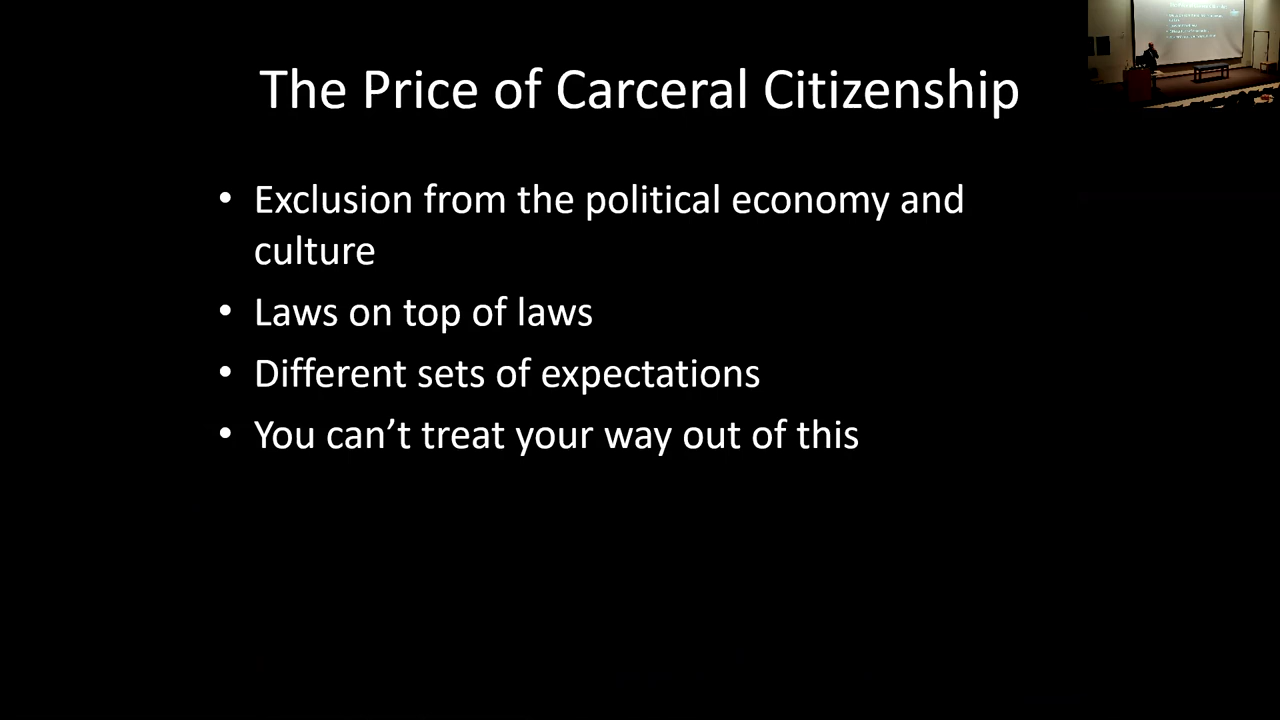 The Price of Carceral Citizenship
• Exclusion from the political economy and
culture
• Laws on top of laws
• Different sets of expectations
• You can’t treat your way out of this